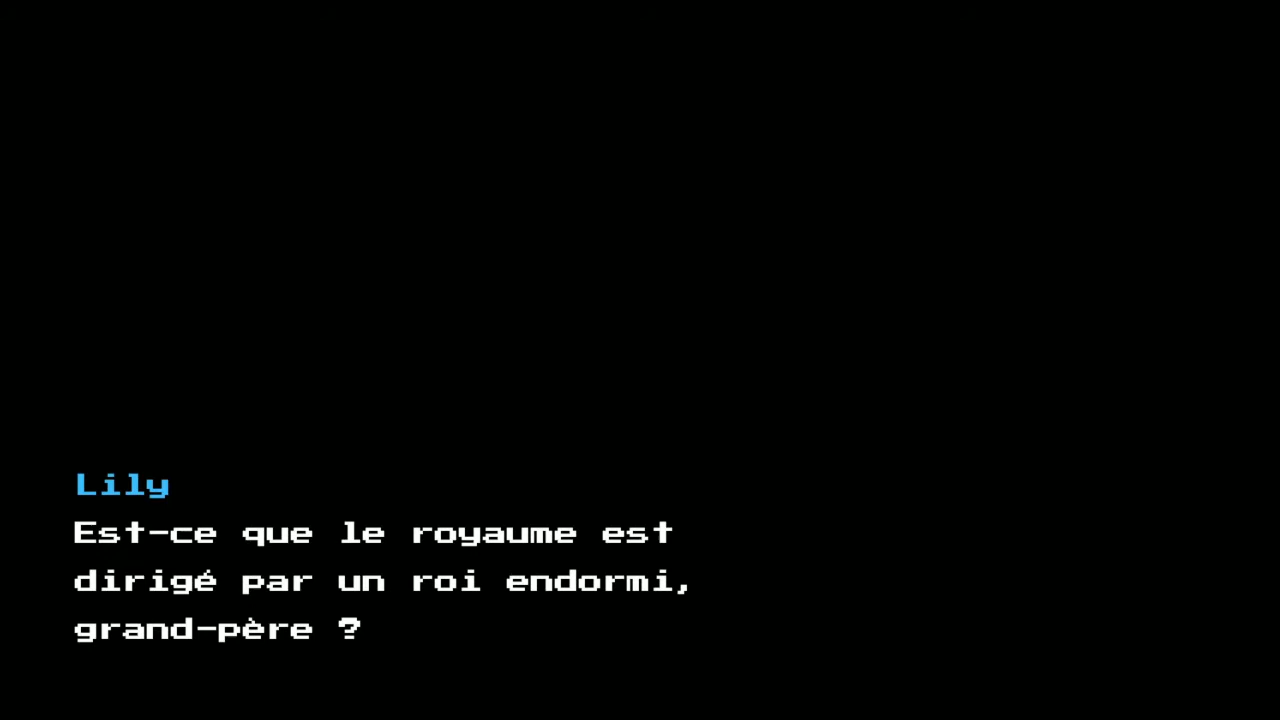 Lily
Est-ce que le royaume est
dirigé par un roi endormi,
grand-père ?